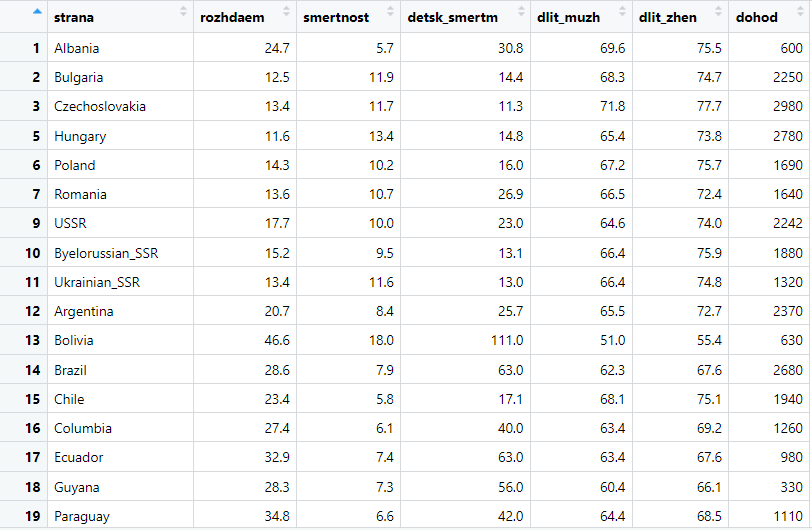 strana rozhdaem smertnost detsk_smertm dlit_muzh dlit_zhen dohod
1 Albania 24.7 5.7 30.8 69.6 75.5 600
2 Bulgaria 12.5 11.9 14.4 68.3 74.7 2250
3 Czechoslovakia 13.4 11.7 11.3 71.8 77.7 2980
5 Hungary 11.6 13.4 14.8 65.4 73.8 2780
6 Poland 14.3 10.2 16.0 67.2 75.7 1690
7 Romania 13.6 10.7 26.9 66.5 72.4 1640
9 USSR 17.7 10.0 23.0 64.6 74.0 2242
10 Byelorussian_SSR 15.2 9.5 13.1 66.4 75.9 1880
11 Ukrainian_SSR 13.4 11.6 13.0 66.4 74.8 1320
12 Argentina 20.7 8.4 25.7 65.5 72.7 2370
13 Bolivia 46.6 18.0 111.0 51.0 55.4 630
14 Brazil 28.6 7.9 63.0 62.3 67.6 2680
15 Chile 23.4 5.8 17.1 68.1 75.1 1940
16 Columbia 27.4 6.1 40.0 63.4 69.2 1260
17 Ecuador 32.9 7.4 63.0 63.4 67.6 980
18 Guyana 28.3 7.3 56.0 60.4 66.1 330
19 Paraguay 34.8 6.6 42.0 64.4 68.5 1110